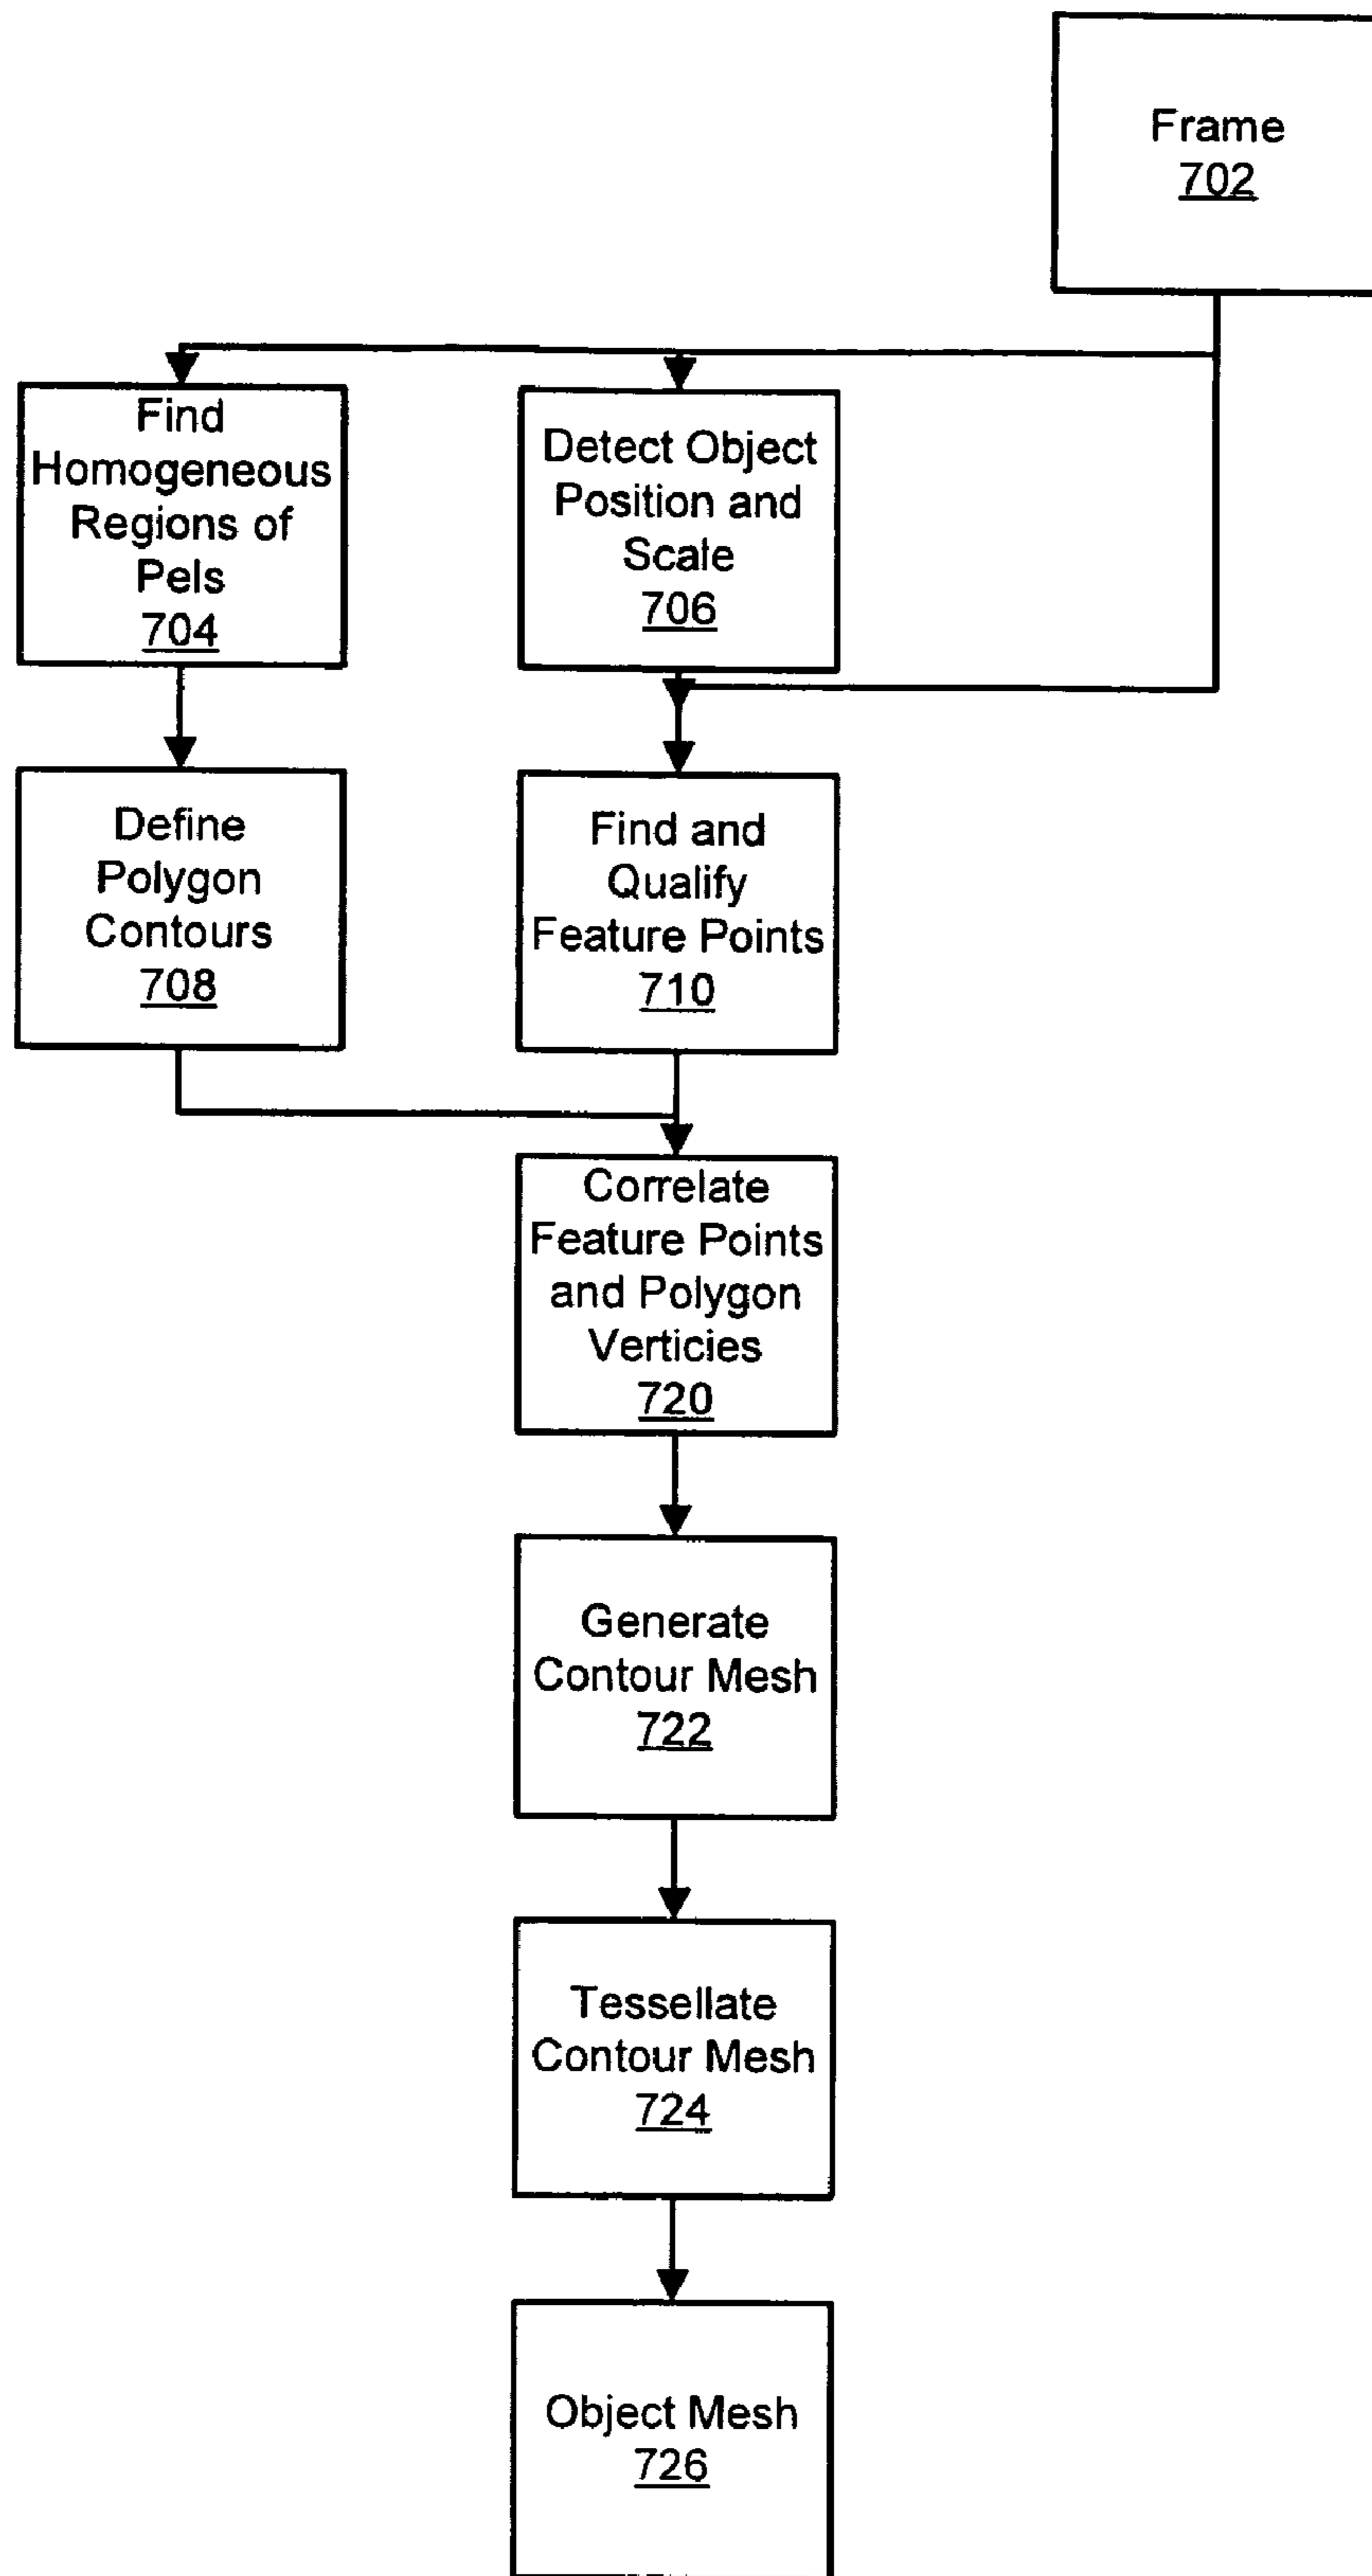 Frame
702
Find
Homogeneous
Regions of
Pels
704
Detect Object
Position and
Scale
706
Define
Polygon
Contours
708
Find and
Qualify
Feature Points
710
Correlate
Feature Points
and Polygon
Verticies
720
Generate
Contour Mesh
722
Tessellate
Contour Mesh
724
Object Mesh
726